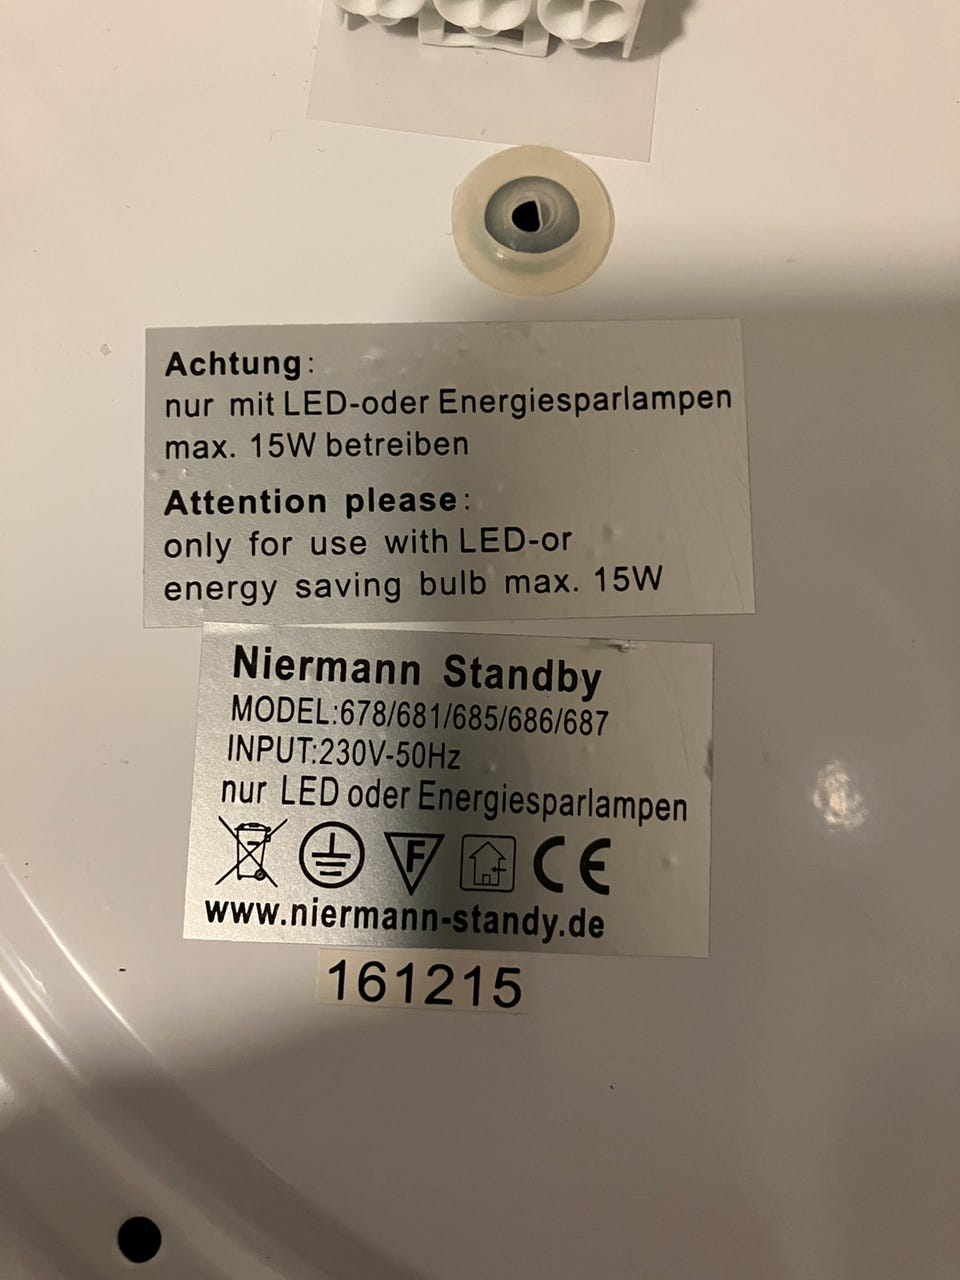 Achtung:
nur mit LED-oder Energiesparlampen
max. 15W betreiben
Attention please:
only for use with LED-or
energy saving bulb max. 15W
Niermann Standby
MODEL:678/681/685/686/687
INPUT:230V-50Hz
nur LED oder Energiesparlampen
F CE
www.niermann-standy.de
161215